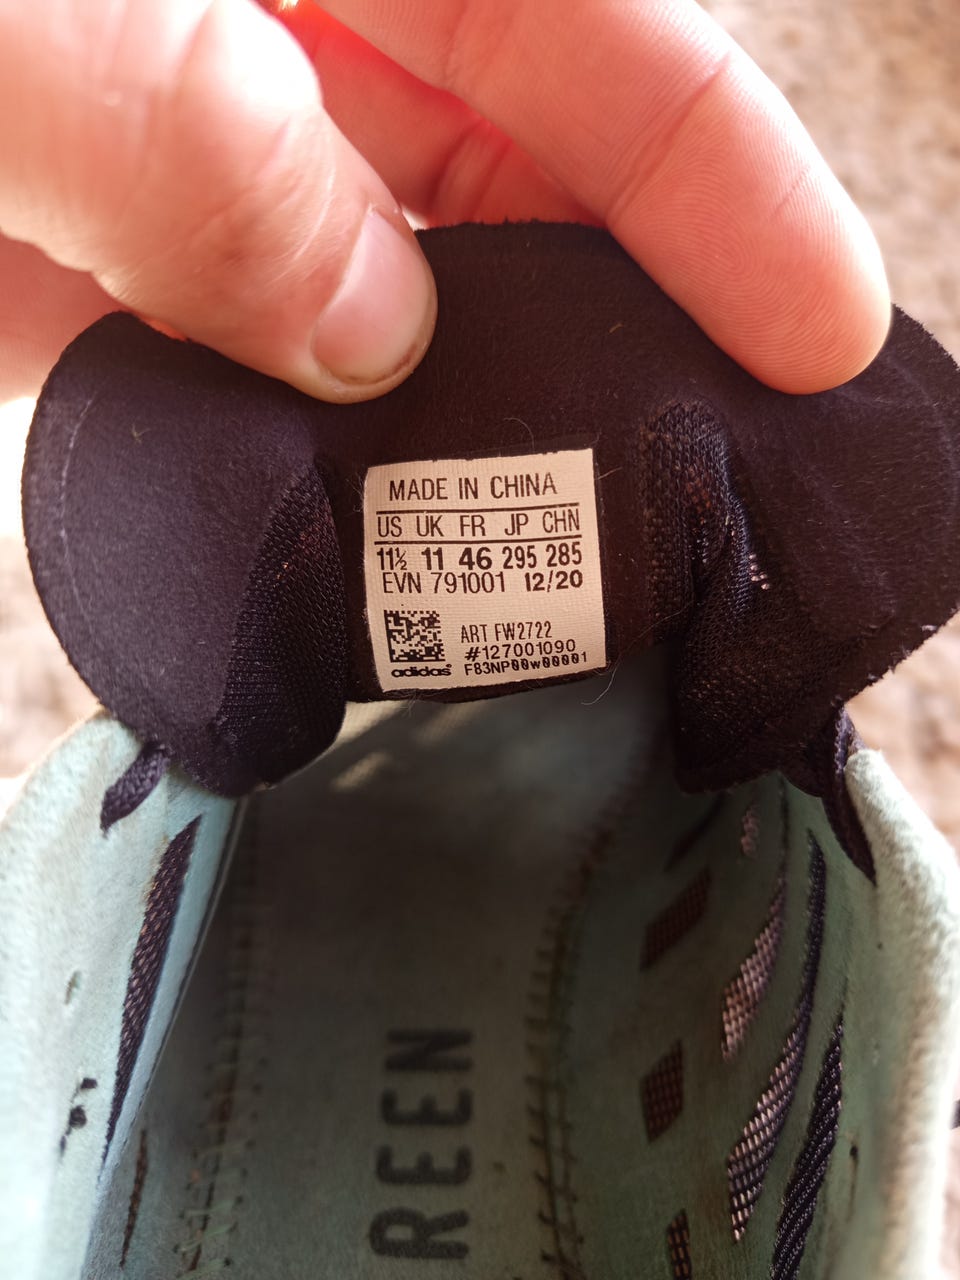 MADE IN CHINA
US UK FR JP CHN
11½ 11 46 295 285
EVN 791001 12/20
ART FW2722
#127001090
adidas® F83NP00w00001
REEN